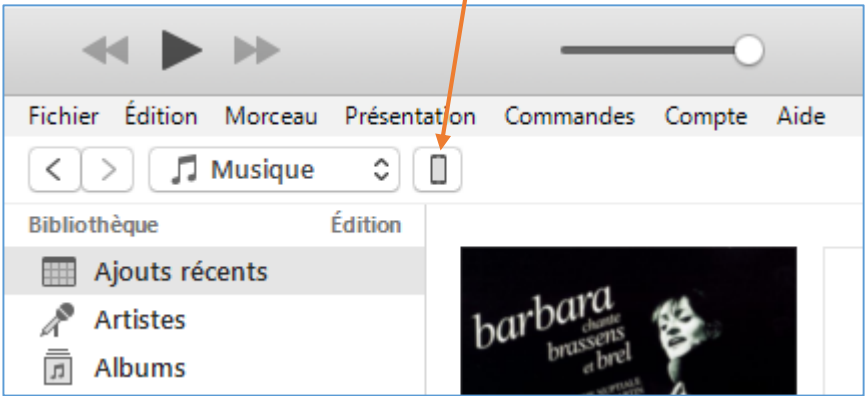 Fichier Édition Morceau Présentation Commandes Compte Aide
Musique
Bibliothèque Édition
Ajouts récents
Artistes
Albums
barbara
chante
brassens
et brel